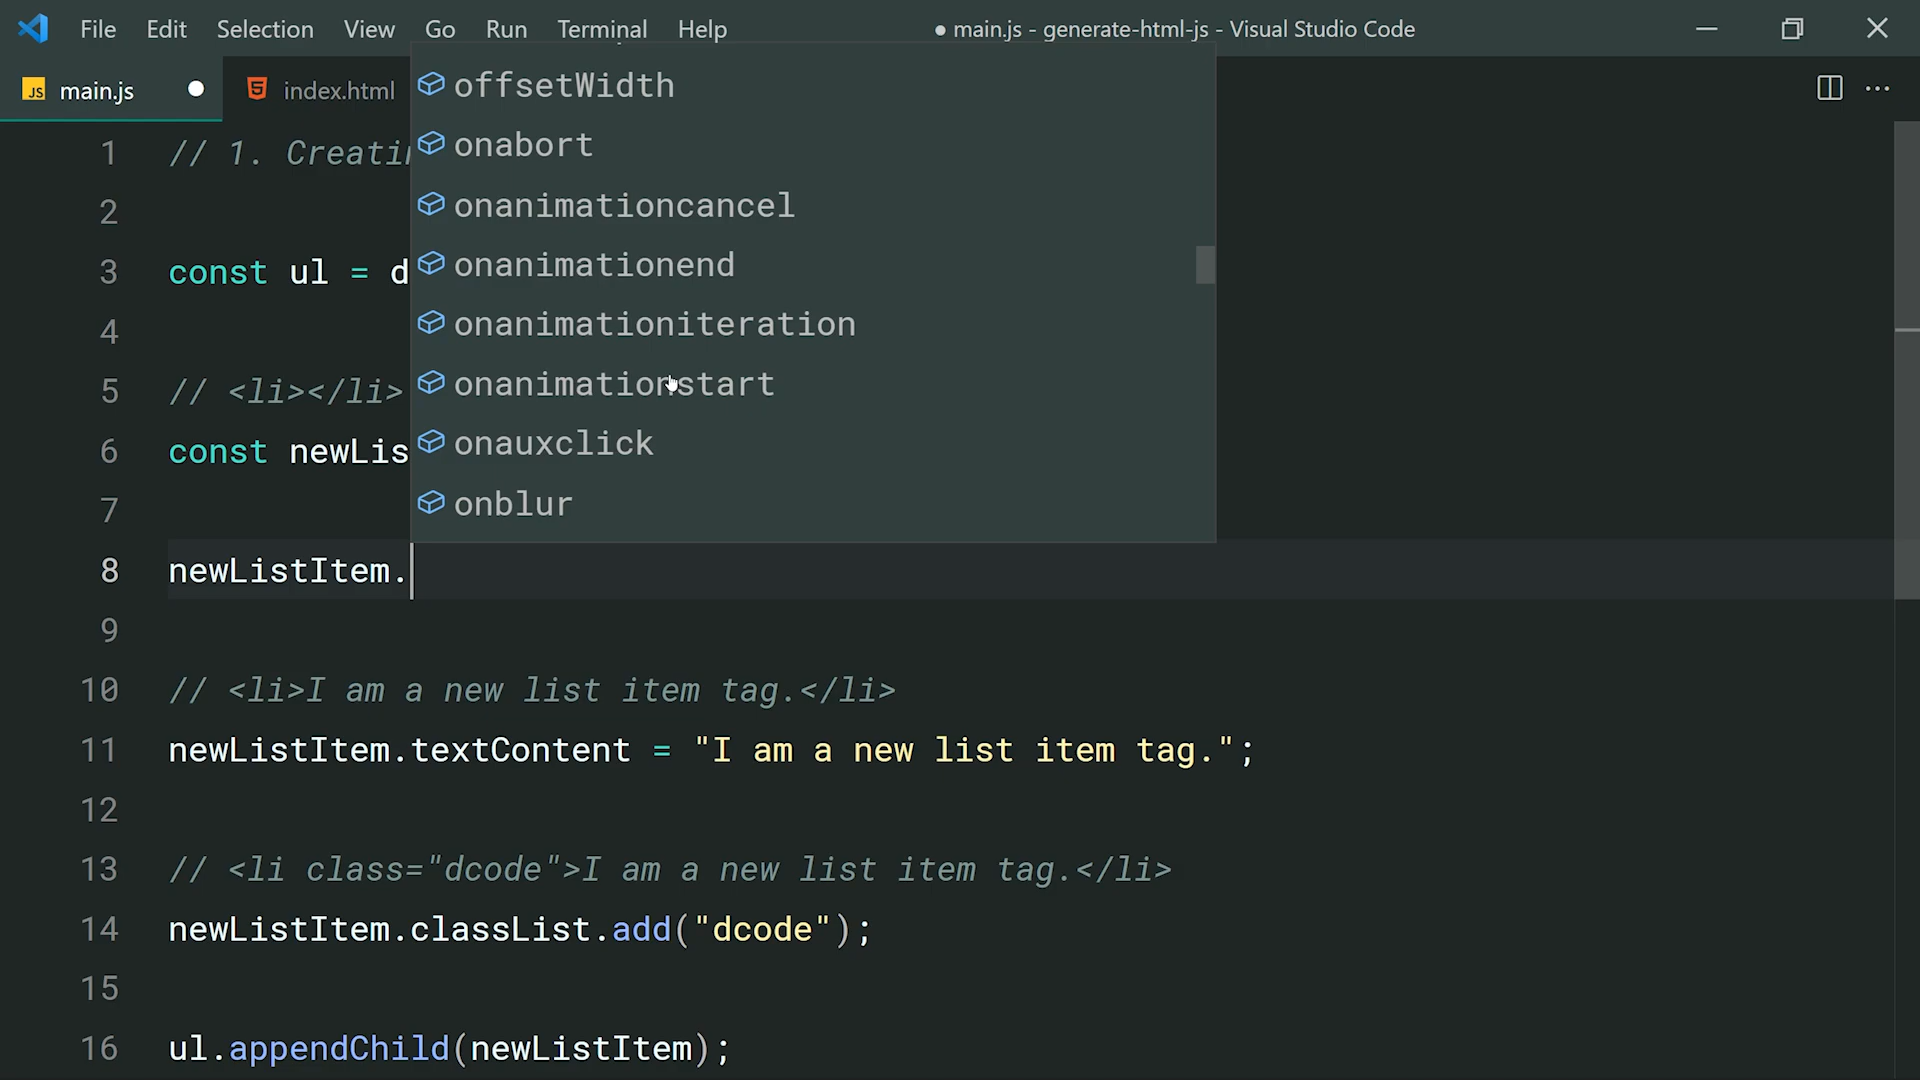 File Edit Selection View Go Run Terminal Help ● main.js - generate-html-js - Visual Studio Code
JS main.js ● index.html
offsetWidth
onabort
onanimationcancel
onanimationend
onanimationiteration
onanimationstart
onauxclick
onblur
1 // 1. Creati
2
3 const ul = d
4
5 // <li></li>
6 const newLis
7
8 newListItem.
9
10 // <li>I am a new list item tag.</li>
11 newListItem.textContent = "I am a new list item tag.";
12
13 // <li class="dcode">I am a new list item tag.</li>
14 newListItem.classList.add("dcode");
15
16 ul.appendChild(newListItem);